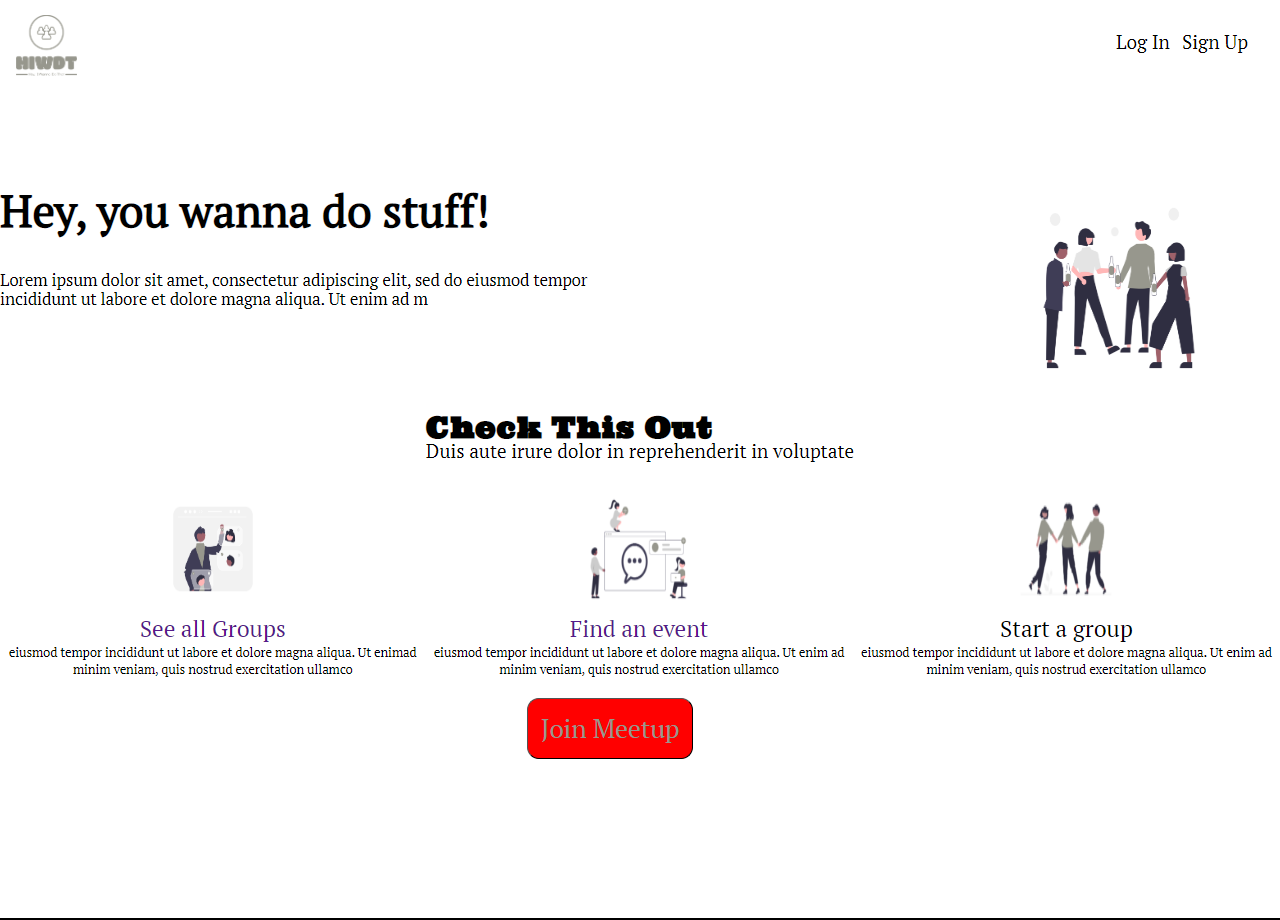 HIWDT
Log In Sign Up
Hey, you wanna do stuff!
Lorem ipsum dolor sit amet, consectetur adipiscing elit, sed do eiusmod tempor
incididunt ut labore et dolore magna aliqua. Ut enim ad m
Check This Out
Duis aute irure dolor in reprehenderit in voluptate
See all Groups
eiusmod tempor incididunt ut labore et dolore magna aliqua. Ut enimad
minim veniam, quis nostrud exercitation ullamco
Find an event
eiusmod tempor incididunt ut labore et dolore magna aliqua. Ut enim ad
minim veniam, quis nostrud exercitation ullamco
Start a group
eiusmod tempor incididunt ut labore et dolore magna aliqua. Ut enim ad
minim veniam, quis nostrud exercitation ullamco
Join Meetup